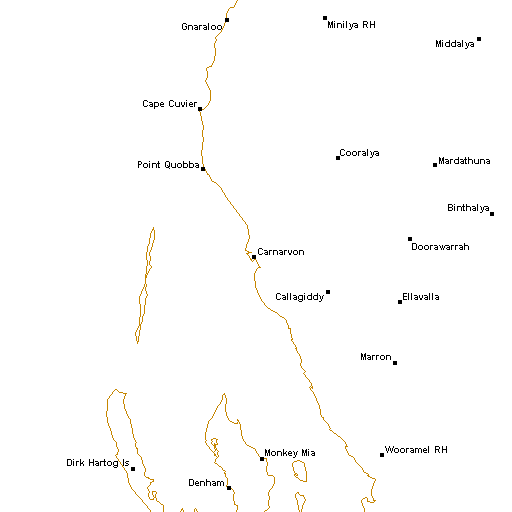 Gnaraloo
Minilya RH
Middalya
Cape Cuvier
Cooralya
Mardathuna
Point Quobba
Binthalya
Doorawarrah
Carnarvon
Callagiddy
Ellavalla
Marron
Wooramel RH
Monkey Mia
Dirk Hartog Is
Denham